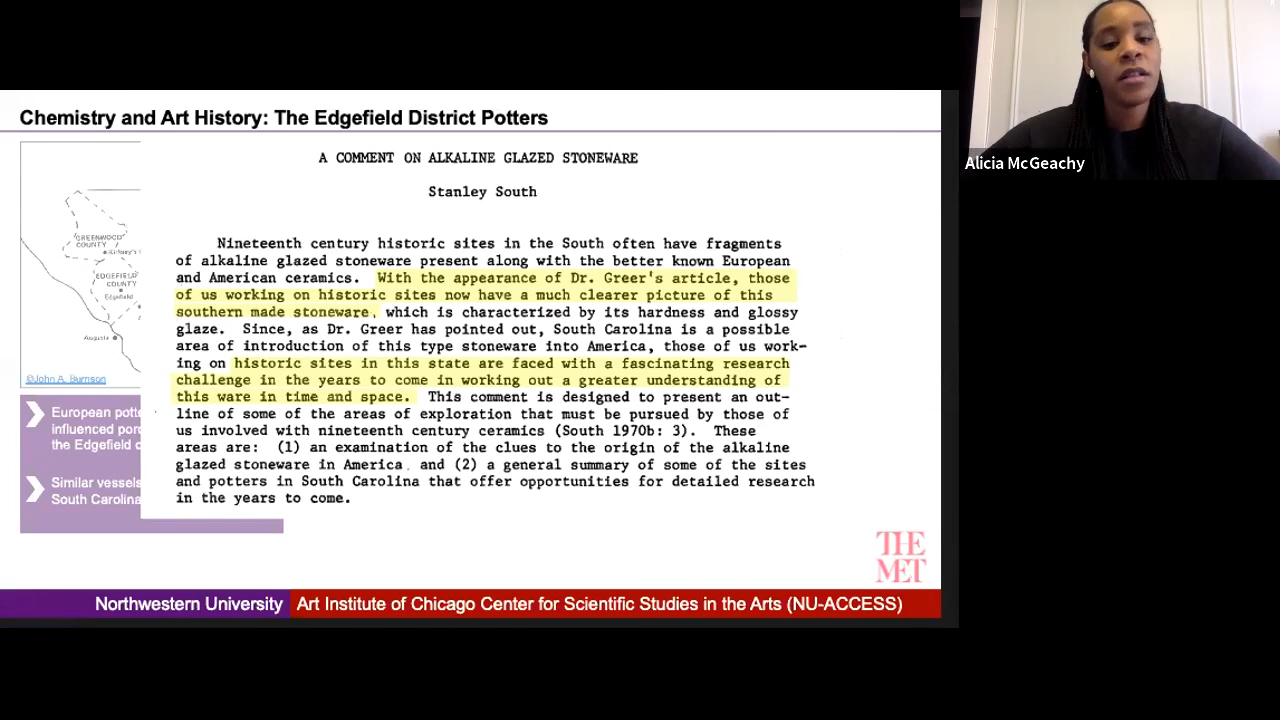 Chemistry and Art History: The Edgefield District Potters
A COMMENT ON ALKALINE GLAZED STONEWARE
Stanley South
Nineteenth century historic sites in the South often have fragments
of alkaline glazed stoneware present along with the better known European
and American ceramics. With the appearance of Dr. Greer's article, those
of us working on historic sites now have a much clearer picture of this
southern made stoneware, which is characterized by its hardness and glossy
glaze. Since, as Dr. Greer has pointed out, South Carolina is a possible
area of introduction of this type stoneware into America, those of us work-
ing on historic sites in this state are faced with a fascinating research
challenge in the years to come in working out a greater understanding of
this ware in time and space. This comment is designed to present an out-
line of some of the areas of exploration that must be pursued by those of
us involved with nineteenth century ceramics (South 1970b: 3). These
areas are: (1) an examination of the clues to the origin of the alkaline
glazed stoneware in America, and (2) a general summary of some of the sites
and potters in South Carolina that offer opportunities for detailed research
in the years to come.
GREENWOOD
COUNTY
EDGEFIELD
COUNTY
Edgefield
Augusta
©John A. Burrison
European potte
influenced por
the Edgefield d
Similar vessels
South Carolina
THE
MET
Northwestern University
Art Institute of Chicago Center for Scientific Studies in the Arts (NU-ACCESS)
Alicia McGeachy